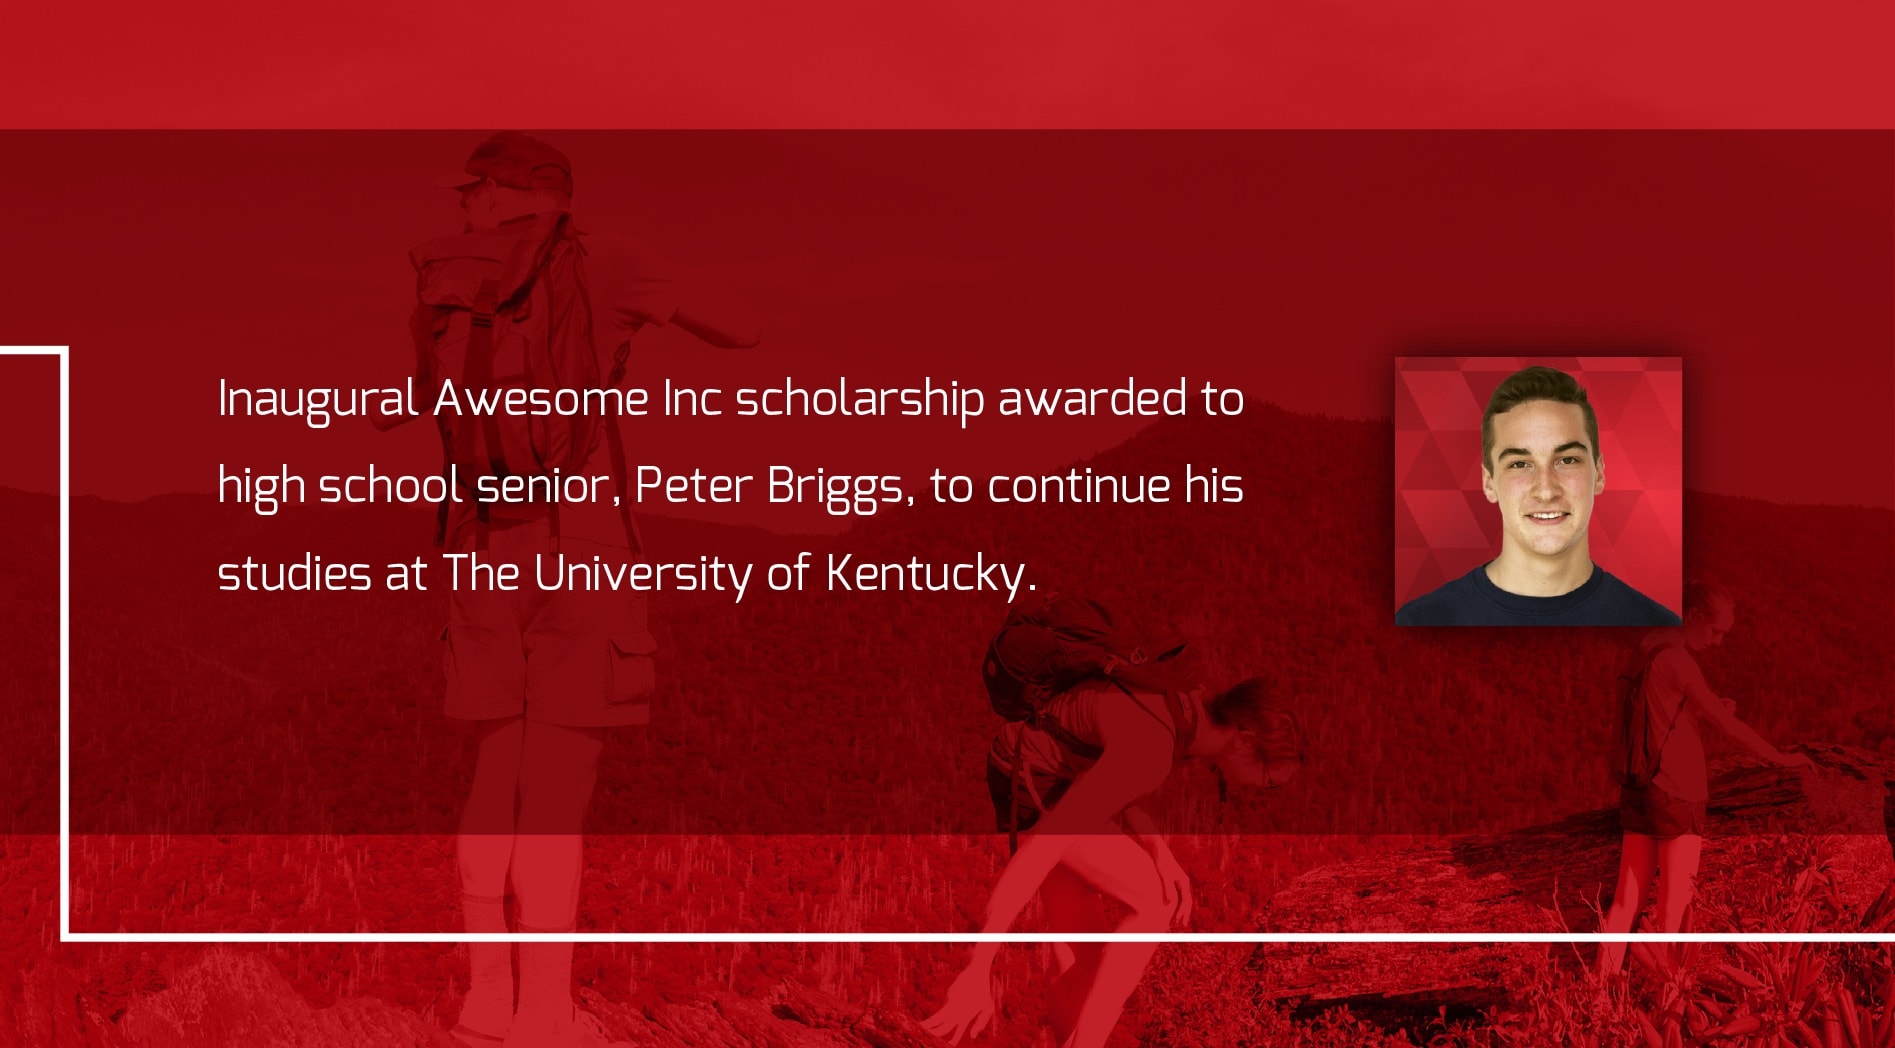 Inaugural Awesome Inc scholarship awarded to
high school senior, Peter Briggs, to continue his
studies at The University of Kentucky.